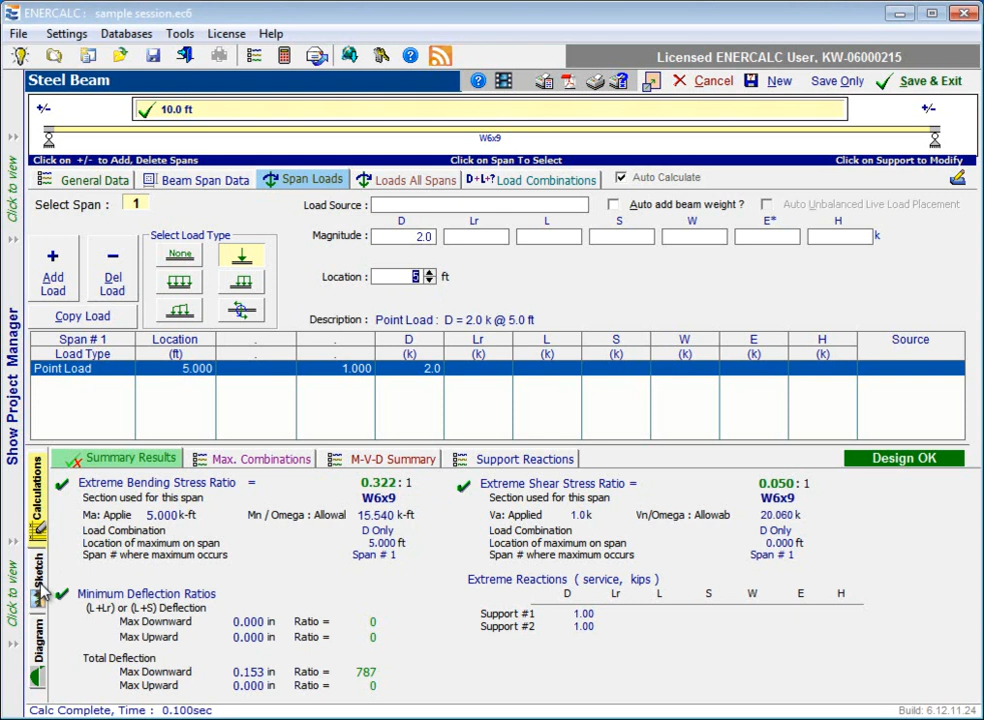 ENERCALC: sample session.ec6
File Settings Databases Tools License Help
Licensed ENERCALC User, KW-06000215
Steel Beam Cancel New Save Only Save & Exit
+/- 10.0 ft +/-
W6x9
Click on +/- to Add, Delete Spans Click on Span To Select Click on Support to Modify
General Data Beam Span Data Span Loads Loads All Spans D+L+? Load Combinations Auto Calculate
Select Span : 1 Load Source : Auto add beam weight ? Auto Unbalanced Live Load Placement
D Lr L S W E* H
Select Load Type Magnitude : 2.0 k
+ Add Load - Del Load None
Location : 5 ft
Copy Load
Description : Point Load : D = 2.0 k @ 5.0 ft
Span # 1 Location . . D Lr L S W E H Source
Load Type (ft) . . (k) (k) (k) (k) (k) (k) (k)
Point Load 5.000 1.000 2.0
Summary Results Max. Combinations M-V-D Summary Support Reactions Design OK
Extreme Bending Stress Ratio = 0.322 : 1 Extreme Shear Stress Ratio = 0.050 : 1
Section used for this span W6x9 Section used for this span W6x9
Ma: Applie 5.000 k-ft Mn / Omega : Allowal 15.540 k-ft Va : Applied 1.0 k Vn/Omega : Allowab 20.060 k
Load Combination D Only Load Combination D Only
Location of maximum on span 5.000 ft Location of maximum on span 0.000 ft
Span # where maximum occurs Span # 1 Span # where maximum occurs Span # 1
Extreme Reactions ( service, kips )
Minimum Deflection Ratios D Lr L S W E H
(L+Lr) or (L+S) Deflection
Max Downward 0.000 in Ratio = 0 Support #1 1.00
Max Upward 0.000 in Ratio = 0 Support #2 1.00
Total Deflection
Max Downward 0.153 in Ratio = 787
Max Upward 0.000 in Ratio = 0
Click to view
Show Project Manager
Click to view
Calculations
Sketch
Diagram
Calc Complete, Time : 0.100sec Build: 6.12.11.24